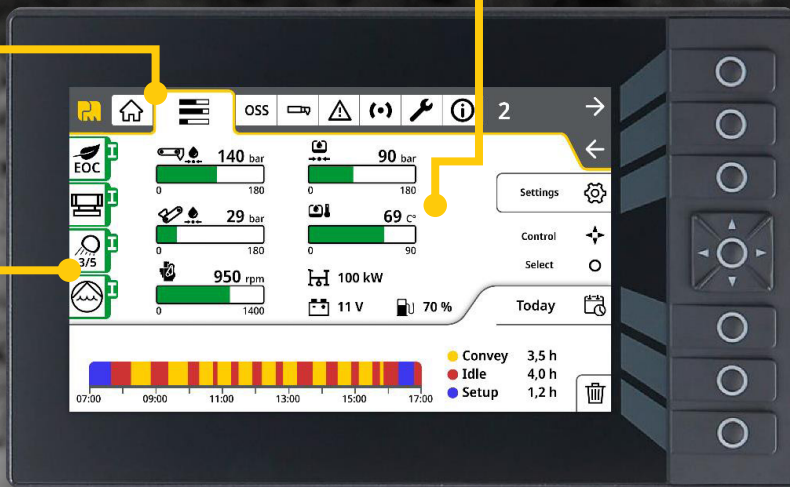 OSS
2
EOC
3/5
140 bar
0 180
90 bar
0 180
29 bar
0 180
69 C°
0 90
950 rpm
0 1400
100 kW
11 V
70 %
Settings
Control
Select
Today
Convey 3,5 h
Idle 4,0 h
Setup 1,2 h
07:00 09:00 11:00 13:00 15:00 17:00